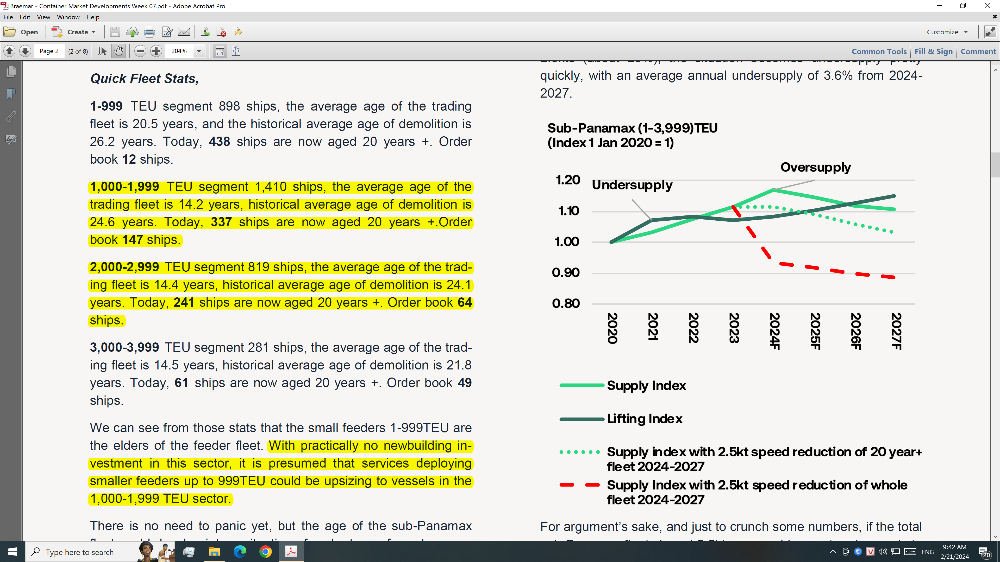 Braemar - Container Market Developments Week 07.pdf - Adobe Acrobat Pro
File Edit View Window Help
Open Create Customize
Page 2 (2 of 8) 204% Common Tools Fill & Sign Comment
Quick Fleet Stats,
1-999 TEU segment 898 ships, the average age of the trading
fleet is 20.5 years, and the historical average age of demolition is
26.2 years. Today, 438 ships are now aged 20 years +. Order
book 12 ships.
1,000-1,999 TEU segment 1,410 ships, the average age of the
trading fleet is 14.2 years, historical average age of demolition is
24.6 years. Today, 337 ships are now aged 20 years +.Order
book 147 ships.
2,000-2,999 TEU segment 819 ships, the average age of the trad-
ing fleet is 14.4 years, historical average age of demolition is 24.1
years. Today, 241 ships are now aged 20 years +. Order book 64
ships.
3,000-3,999 TEU segment 281 ships, the average age of the trad-
ing fleet is 14.5 years, historical average age of demolition is 21.8
years. Today, 61 ships are now aged 20 years +. Order book 49
ships.
We can see from those stats that the small feeders 1-999TEU are
the elders of the feeder fleet. With practically no newbuilding in-
vestment in this sector, it is presumed that services deploying
smaller feeders up to 999TEU could be upsizing to vessels in the
1,000-1,999 TEU sector.
There is no need to panic yet, but the age of the sub-Panamax
quickly, with an average annual undersupply of 3.6% from 2024-
2027.
Sub-Panamax (1-3,999)TEU
(Index 1 Jan 2020 = 1)
Oversupply
Undersupply
1.20
1.10
1.00
0.90
0.80
2020
2021
2022
2023
2024F
2025F
2026F
2027F
Supply Index
Lifting Index
Supply index with 2.5kt speed reduction of 20 year+
fleet 2024-2027
Supply Index with 2.5kt speed reduction of whole
fleet 2024-2027
For argument's sake, and just to crunch some numbers, if the total
Type here to search
ENG
9:42 AM
2/21/2024
20